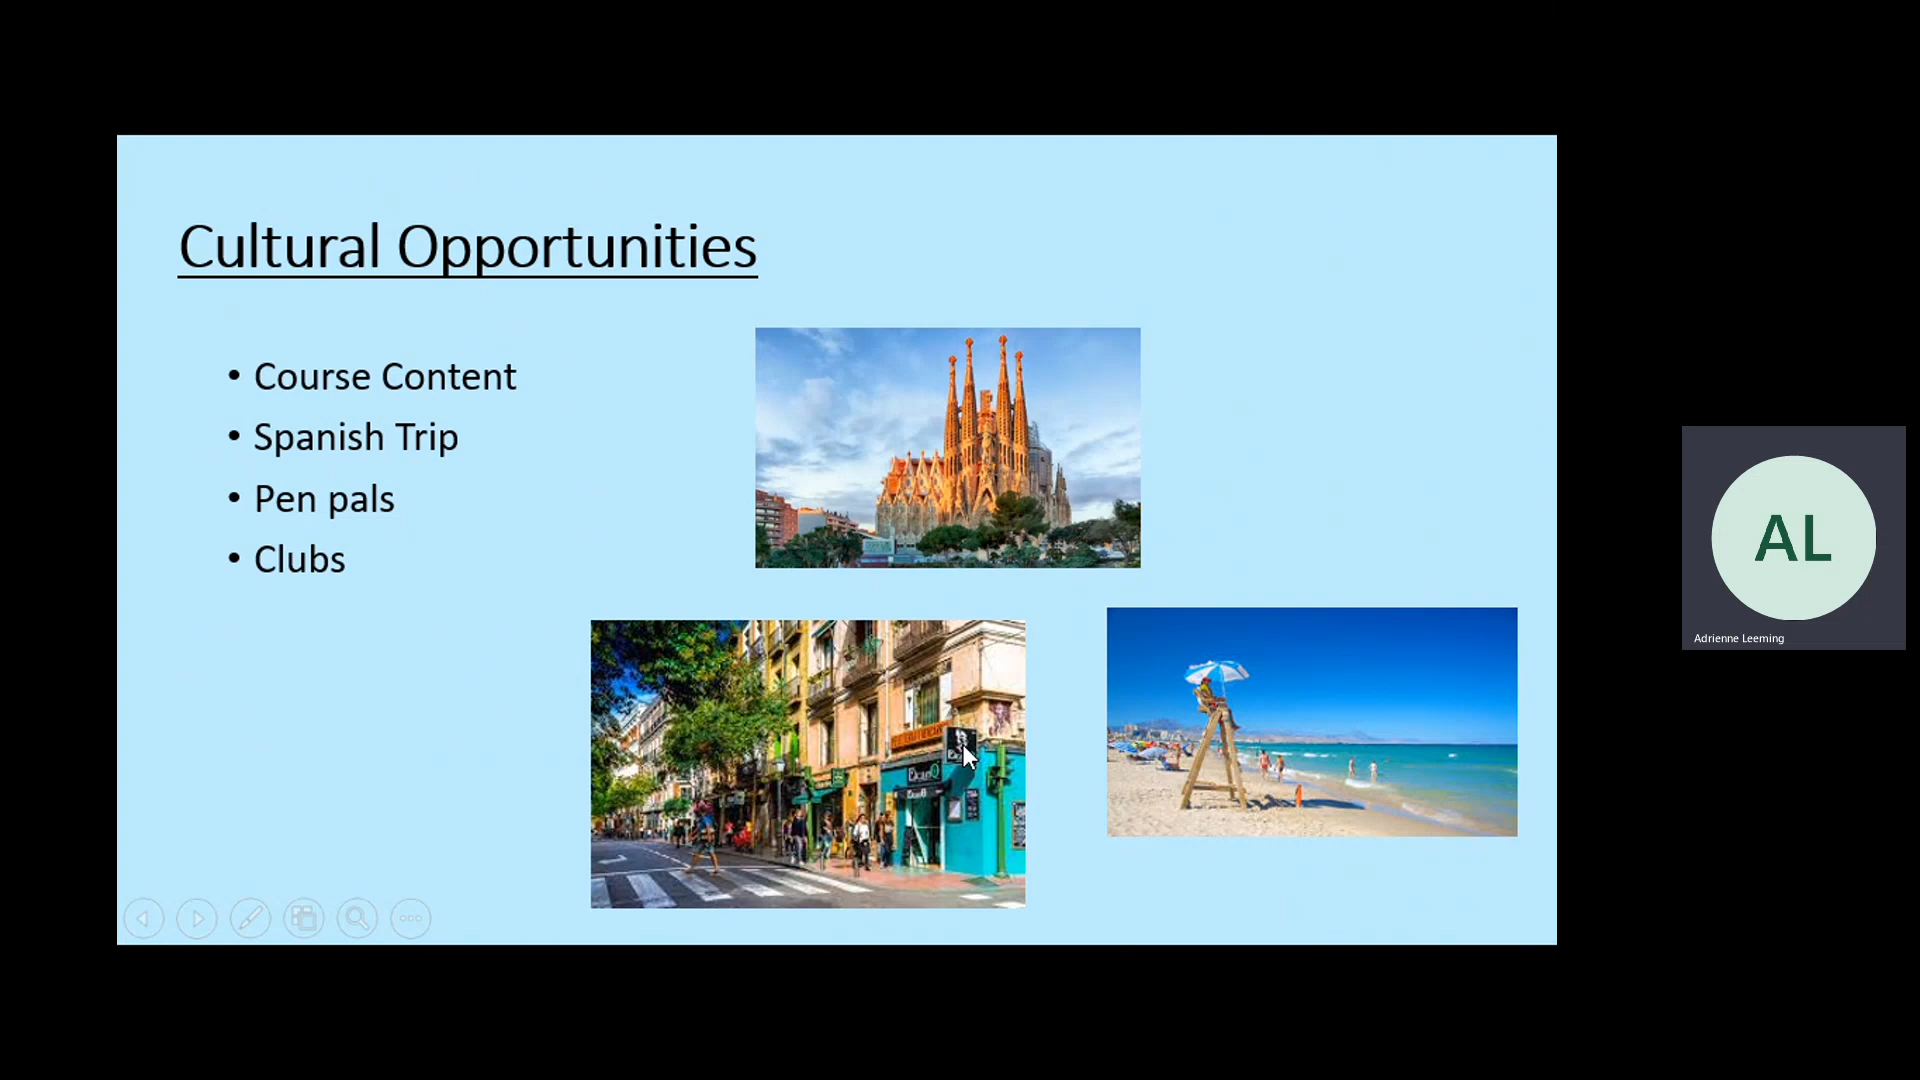 Cultural Opportunities
• Course Content
• Spanish Trip
• Pen pals
• Clubs
AL
Adrienne Leeming